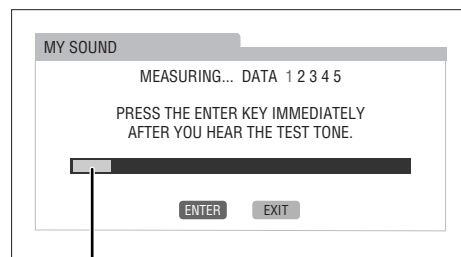 MY SOUND
MEASURING... DATA 1 2 3 4 5
PRESS THE ENTER KEY IMMEDIATELY
AFTER YOU HEAR THE TEST TONE.
ENTER EXIT